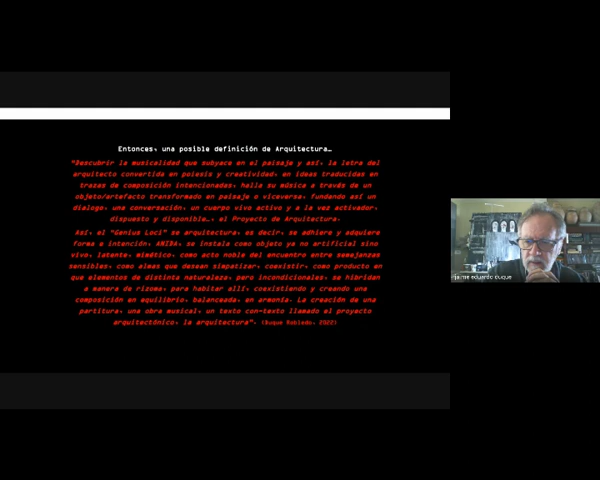 Entonces, una posible definición de Arquitectura…
"Descubrir la musicalidad que subyace en el paisaje y así, la letra del
arquitecto convertida en poiesis y creatividad, en ideas traducidas en
trazas de composición intencionadas, halla su música a través de un
objeto/artefacto transformado en paisaje o viceversa, fundando así un
dialogo, una conversación, un cuerpo vivo activo y a la vez activador,
dispuesto y disponible…, el Proyecto de Arquitectura.
Así, el "Genius Loci" se arquitectura, es decir, se adhiere y adquiere
forma e intención, ANIDA, se instala como objeto ya no artificial sino
vivo, latente, mimético, como acto noble del encuentro entre semejanzas
sensibles, como almas que desean simpatizar, coexistir, como producto en
que elementos de distinta naturaleza, pero incondicionales, se hibridan
a manera de rizoma, para habitar allí, coexistiendo y creando una
composición en equilibrio, balanceada, en armonía. La creación de una
partitura, una obra musical, un texto con-texto llamado el proyecto
arquitectónico, la arquitectura". (Duque Robledo, 2022)
jaime eduardo duque